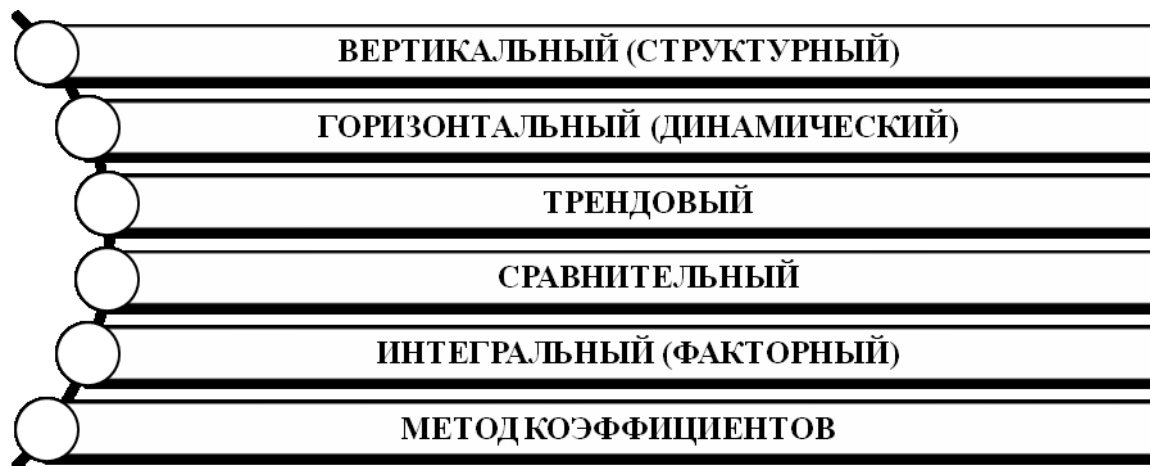 ВЕРТИКАЛЬНЫЙ (СТРУКТУРНЫЙ)
ГОРИЗОНТАЛЬНЫЙ (ДИНАМИЧЕСКИЙ)
ТРЕНДОВЫЙ
СРАВНИТЕЛЬНЫЙ
ИНТЕГРАЛЬНЫЙ (ФАКТОРНЫЙ)
МЕТОД КОЭФФИЦИЕНТОВ